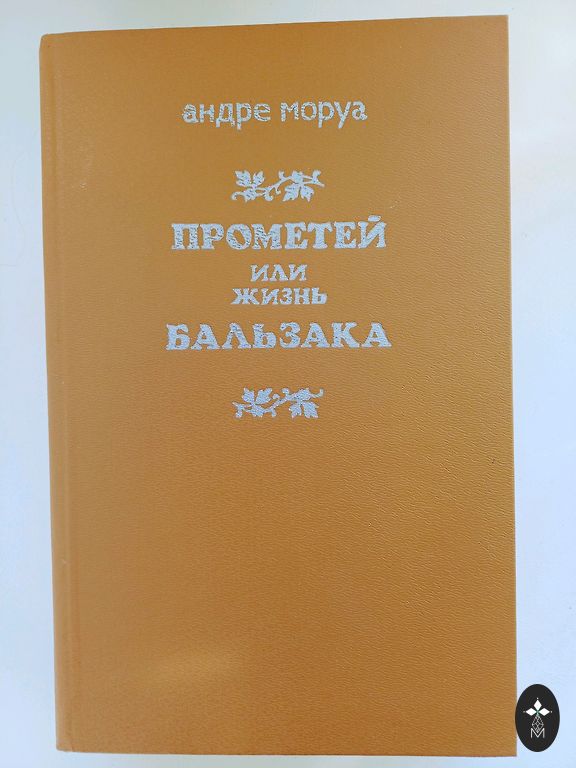 андре моруа
ПРОМЕТЕЙ
ИЛИ
ЖИЗНЬ
БАЛЬЗАКА